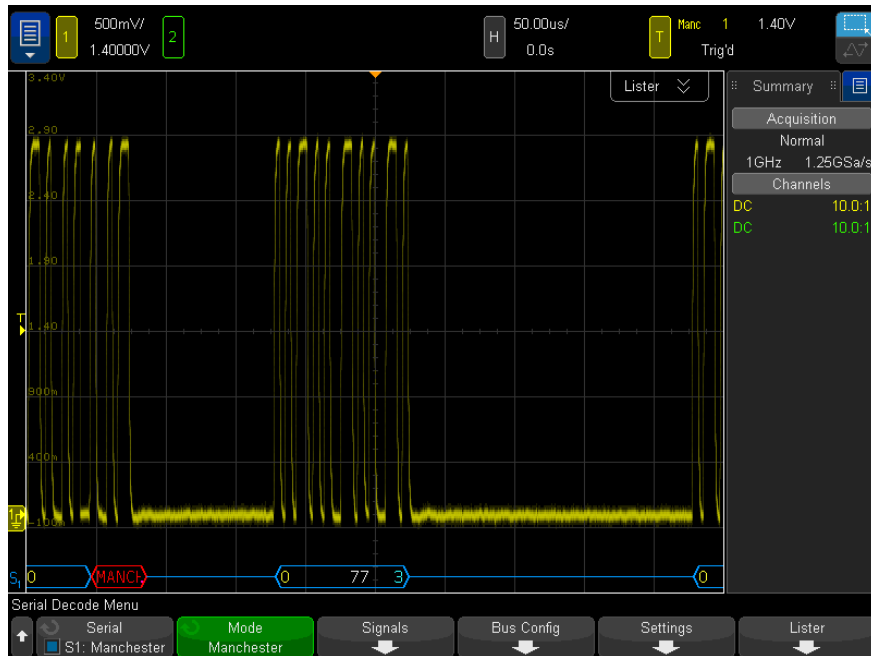 500mV/ 50.00us/ Manc 1 1.40V
1 2 H T
1.40000V 0.0s Trig'd
3.40V Lister Summary
2.90 Acquisition
Normal
1GHz 1.25GSa/s
2.40 Channels
DC 10.0:1
DC 10.0:1
1.90
T
1.40
900m
400m
1
-100m
S1 0 MANCH 0 77 3 0
Serial Decode Menu
Serial Mode Signals Bus Config Settings Lister
S1: Manchester Manchester